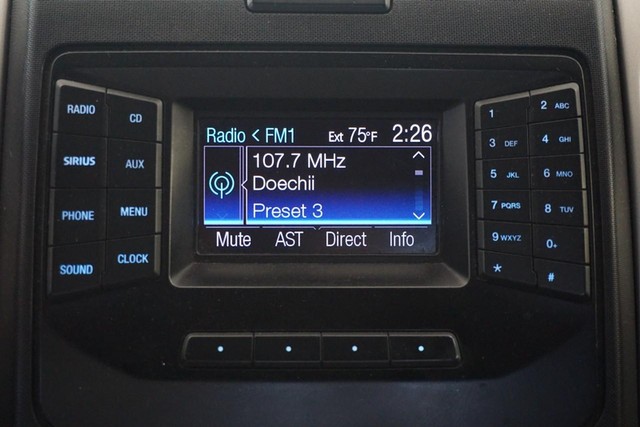 RADIO
CD
SIRIUS
AUX
PHONE
MENU
SOUND
CLOCK
Radio < FM1 Ext 75°F 2:26
107.7 MHz
Doechii
Preset 3
Mute AST Direct Info
1
2 ABC
3 DEF
4 GHI
5 JKL
6 MNO
7 PQRS
8 TUV
9 WXYZ
0+
*
#